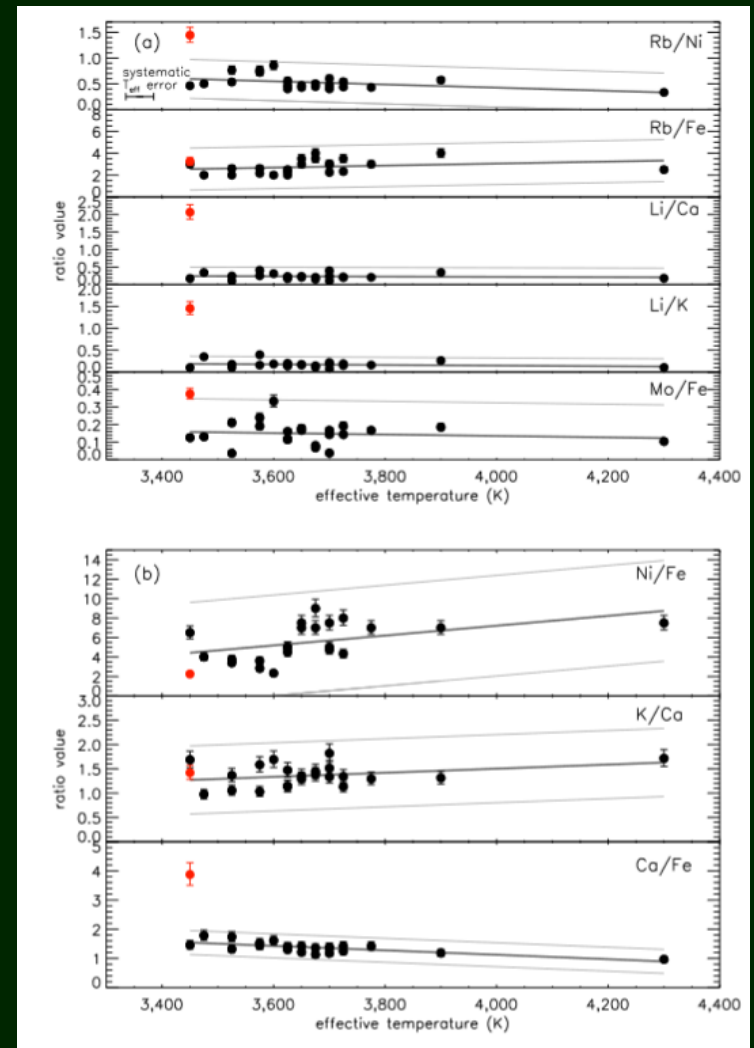 (a)
Rb/Ni
systematic
T_eff error
1.5
1.0
0.5
0.0
Rb/Fe
8
6
4
2
0
Li/Ca
2.5
2.0
1.5
1.0
0.5
0.0
Li/K
2.0
1.5
1.0
0.5
0.0
Mo/Fe
0.5
0.4
0.3
0.2
0.1
0.0
ratio value
3,400 3,600 3,800 4,000 4,200 4,400
effective temperature (K)
(b)
Ni/Fe
14
12
10
8
6
4
2
0
K/Ca
3.0
2.5
2.0
1.5
1.0
0.5
0.0
Ca/Fe
5
4
3
2
1
0
ratio value
3,400 3,600 3,800 4,000 4,200 4,400
effective temperature (K)